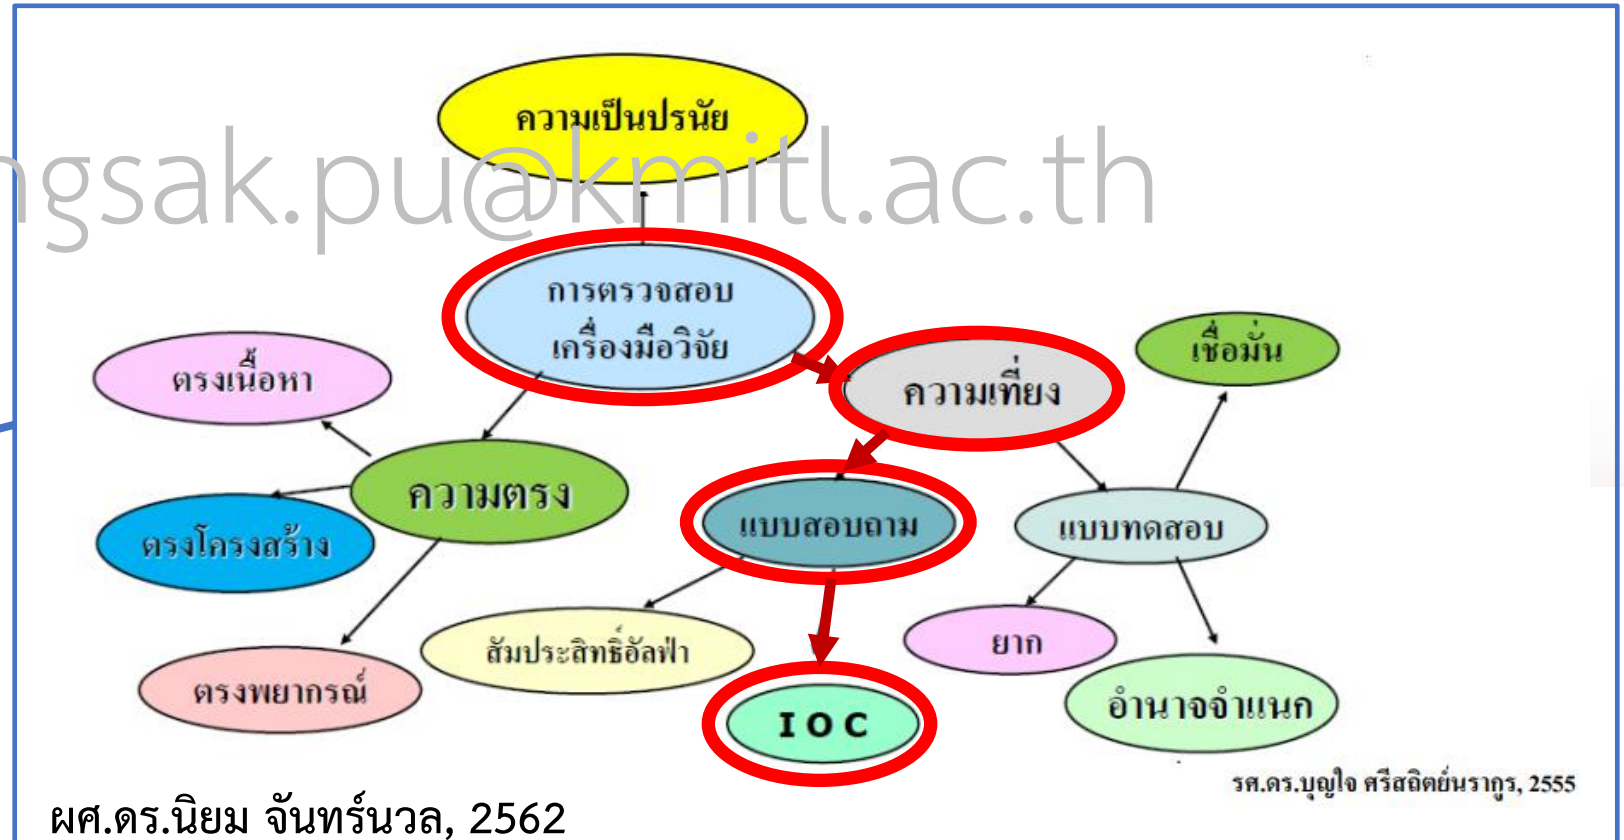 ความเป็นปรนัย
ngsak.pu@kmitl.ac.th
การตรวจสอบ
เครื่องมือวิจัย
เชื่อมั่น
ตรงเนื้อหา
ความเที่ยง
ความตรง
แบบสอบถาม
แบบทดสอบ
ตรงโครงสร้าง
สัมประสิทธิ์อัลฟ่า
ยาก
ตรงพยากรณ์
อำนาจจำแนก
I O C
รศ.ดร.บุญใจ ศรีสถิตย์นรากูร, 2555
ผศ.ดร.นิยม จันทร์นวล, 2562